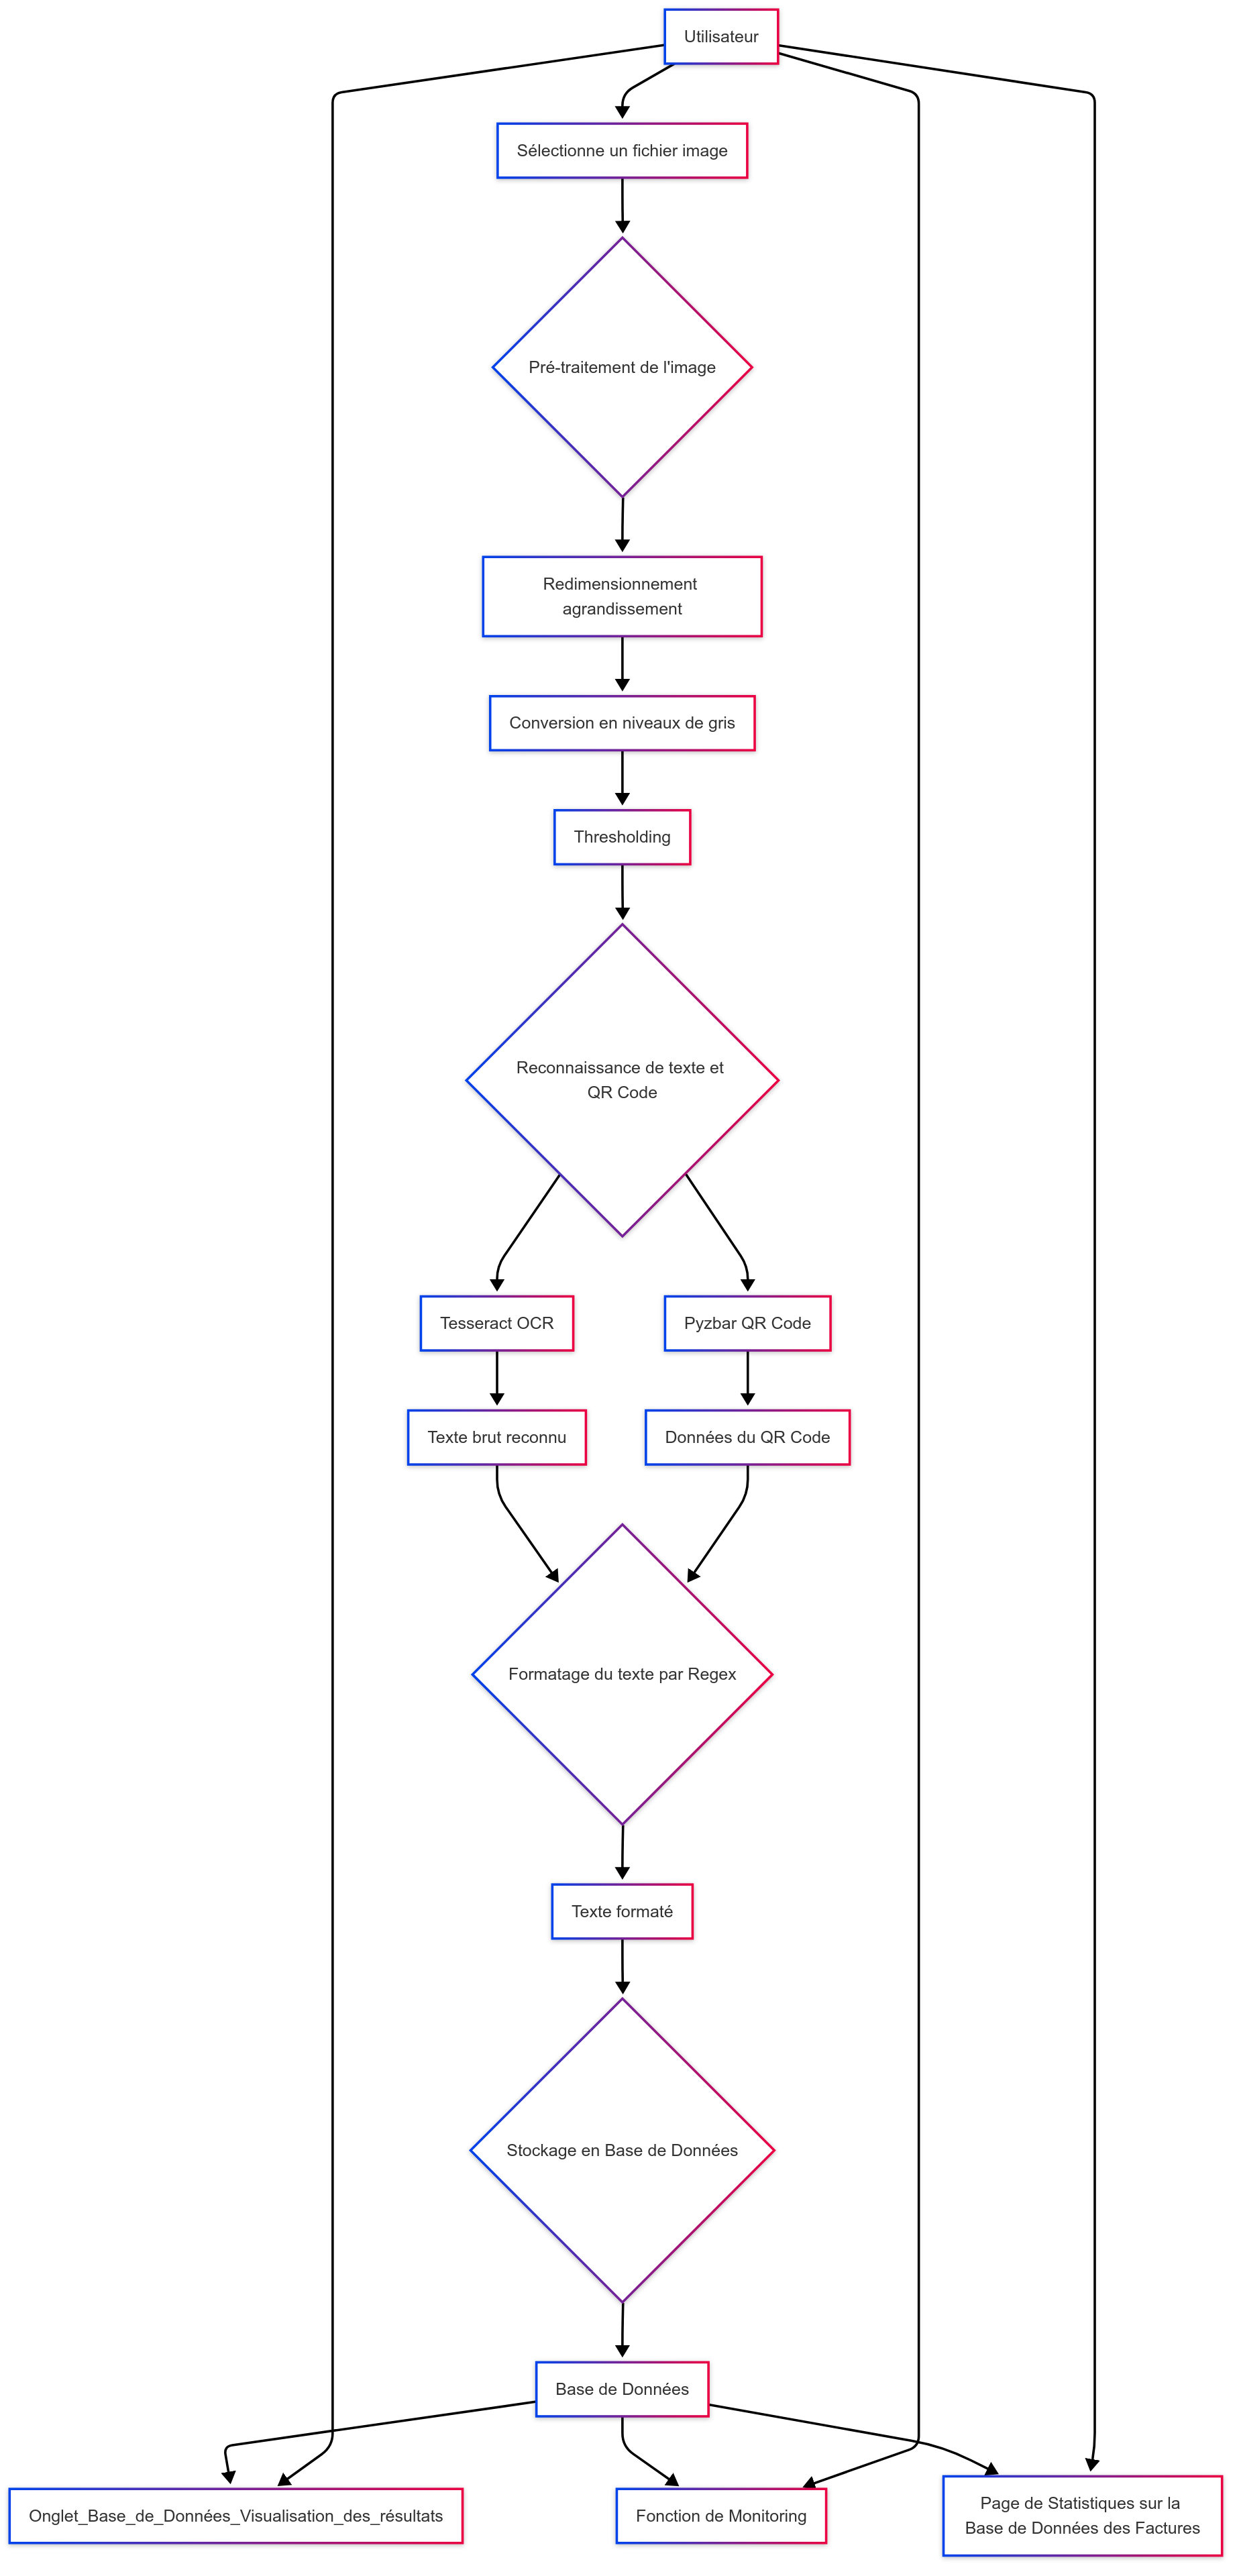 Utilisateur
Sélectionne un fichier image
Pré-traitement de l'image
Redimensionnement
agrandissement
Conversion en niveaux de gris
Thresholding
Reconnaissance de texte et
QR Code
Tesseract OCR
Pyzbar QR Code
Texte brut reconnu
Données du QR Code
Formatage du texte par Regex
Texte formaté
Stockage en Base de Données
Base de Données
Onglet_Base_de_Données_Visualisation_des_résultats
Fonction de Monitoring
Page de Statistiques sur la
Base de Données des Factures